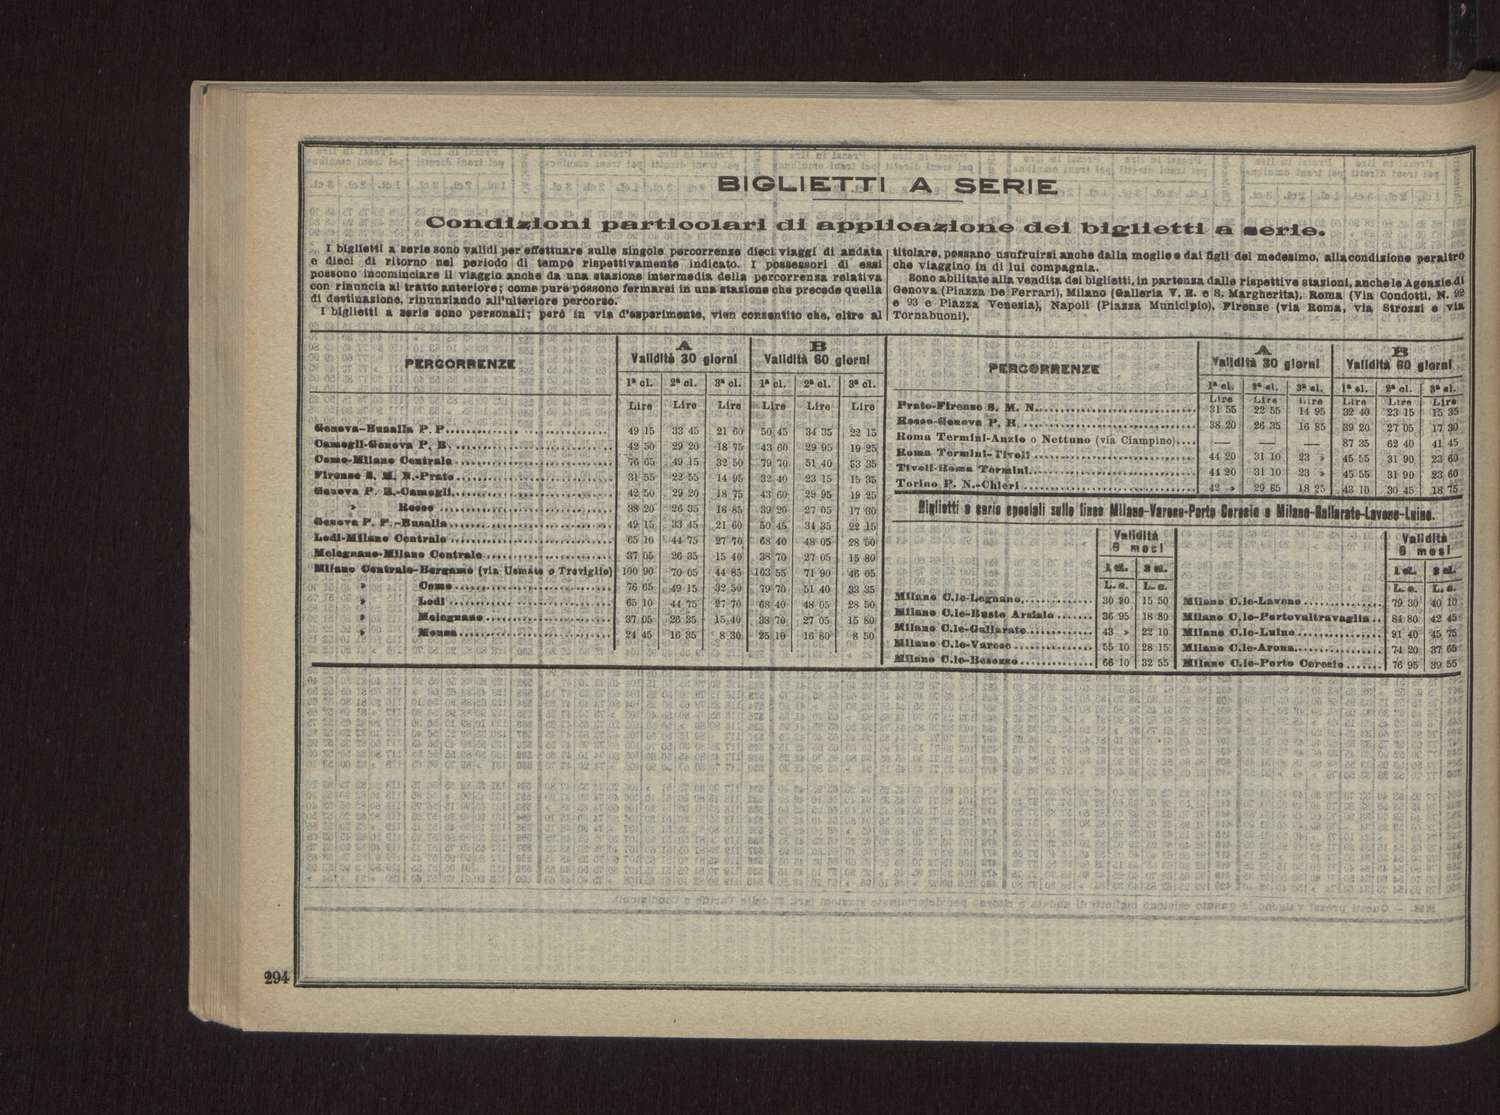 BIGLIETTI A SERIE
Condizioni particolari di applicazione dei biglietti a serie.
I biglietti a serie sono validi per effettuare sulle singole percorrenze dieci viaggi di andata
e dieci di ritorno nel periodo di tempo rispettivamente indicato. I possessori di essi
possono incominciare il viaggio anche da una stazione intermedia della percorrenza relativa
con rinuncia al tratto anteriore; come pure possono fermarsi in una stazione che precede quella
di destinazione, rinunziando all'ulteriore percorso.
I biglietti a serie sono personali; però in via d'esperimento, vien consentito che, oltre al
titolare, possano usufruirsi anche dalla moglie e dai figli del medesimo, alla condizione peraltro
che viaggino in di lui compagnia.
Sono abilitate alla vendita dei biglietti, in partenza dalle rispettive stazioni, anche le Agenzie di
Genova (Piazza De Ferrari), Milano (Galleria V. E. e S. Margherita), Roma (Via Condotti, N. 92
e 93 e Piazza Venezia), Napoli (Piazza Municipio), Firenze (via Roma, via Strozzi e via
Tornabuoni).
PERCORRENZE
A
Validità 30 giorni
B
Validità 60 giorni
1ª cl. 2ª cl. 3ª cl. 1ª cl. 2ª cl. 3ª cl.
Lire Lire Lire Lire Lire Lire
Genova-Busalla P. P. 49 15 33 45 21 60 50 45 34 35 22 15
Camogli-Genova P. B. 42 50 29 20 18 75 43 60 29 95 19 25
Como-Milano Centrale 76 65 49 15 32 50 79 70 51 40 33 35
Firenze S. M. N.-Prato 31 55 22 55 14 95 32 40 23 15 15 35
Genova P. B.-Camogli 42 50 29 20 18 75 43 60 29 95 19 25
» Recco 38 20 26 35 16 85 39 20 27 05 17 30
Genova P. P.-Busalla 49 15 33 45 21 60 50 45 34 35 22 15
Lodi-Milano Centrale 65 10 44 75 27 70 68 40 48 05 28 50
Melegnano-Milano Centrale 37 05 26 35 15 40 38 70 27 05 15 80
Milano Centrale-Bergamo (via Usmate o Treviglio) 100 90 70 05 44 85 103 55 71 90 46 05
» Como 76 65 49 15 32 50 79 70 51 40 33 35
» Lodi 65 10 44 75 27 70 68 40 48 05 28 50
» Melegnano 37 05 26 35 15 40 38 70 27 05 15 80
» Monza 24 45 16 35 8 30 25 10 16 80 8 50
PERCORRENZE
A
Validità 30 giorni
B
Validità 60 giorni
1ª cl. 2ª cl. 3ª cl. 1ª cl. 2ª cl. 3ª cl.
Lire Lire Lire Lire Lire Lire
Prato-Firenze S. M. N. 31 55 22 55 14 95 32 40 23 15 15 35
Recco-Genova P. B. 38 20 26 35 16 85 39 20 27 05 17 30
Roma Termini-Anzio o Nettuno (via Ciampino) — — — 87 35 62 40 41 45
Roma Termini-Tivoli 44 20 31 10 23 » 45 55 31 90 23 60
Tivoli-Roma Termini 44 20 31 10 23 » 45 55 31 90 23 60
Torino P. N.-Chieri 42 » 29 65 18 25 43 10 30 45 18 75
Biglietti a serie speciali sulle linee Milano-Varese-Porto Ceresio e Milano-Gallarate-Laveno-Luino.
Validità
6 mesi
Validità
6 mesi
1 cl. 2 cl. 1 cl. 2 cl.
L. c. L. c. L. c. L. c.
Milano C.le-Legnano 30 20 15 50 Milano C.le-Laveno 79 30 40 10
Milano C.le-Busto Arsizio 36 95 18 80 Milano C.le-Portovaltravaglia 84 80 42 45
Milano C.le-Gallarate 43 » 22 10 Milano C.le-Luino 91 40 45 75
Milano C.le-Varese 55 10 28 15 Milano C.le-Arona 74 20 37 65
Milano C.le-Besozzo 66 10 32 55 Milano C.le-Porto Ceresio 76 95 39 55
294